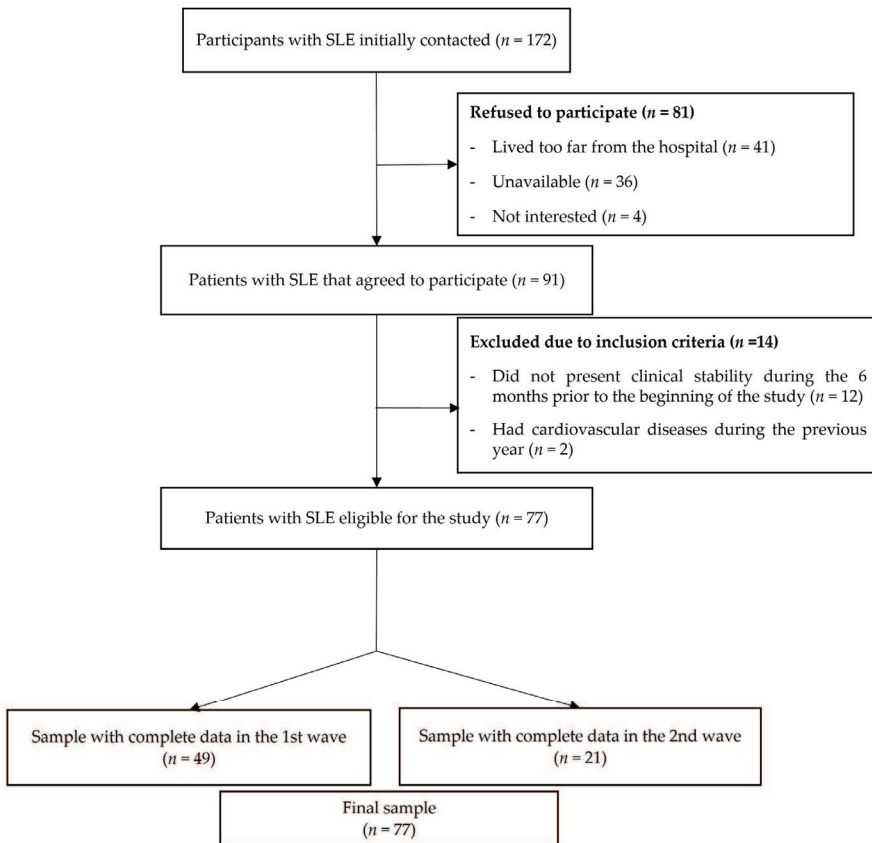 Participants with SLE initially contacted (n = 172)
Refused to participate (n = 81)
- Lived too far from the hospital (n = 41)
- Unavailable (n = 36)
- Not interested (n = 4)
Patients with SLE that agreed to participate (n = 91)
Excluded due to inclusion criteria (n =14)
- Did not present clinical stability during the 6
months prior to the beginning of the study (n = 12)
- Had cardiovascular diseases during the previous
year (n = 2)
Patients with SLE eligible for the study (n = 77)
Sample with complete data in the 1st wave
(n = 49)
Sample with complete data in the 2nd wave
(n = 21)
Final sample
(n = 77)